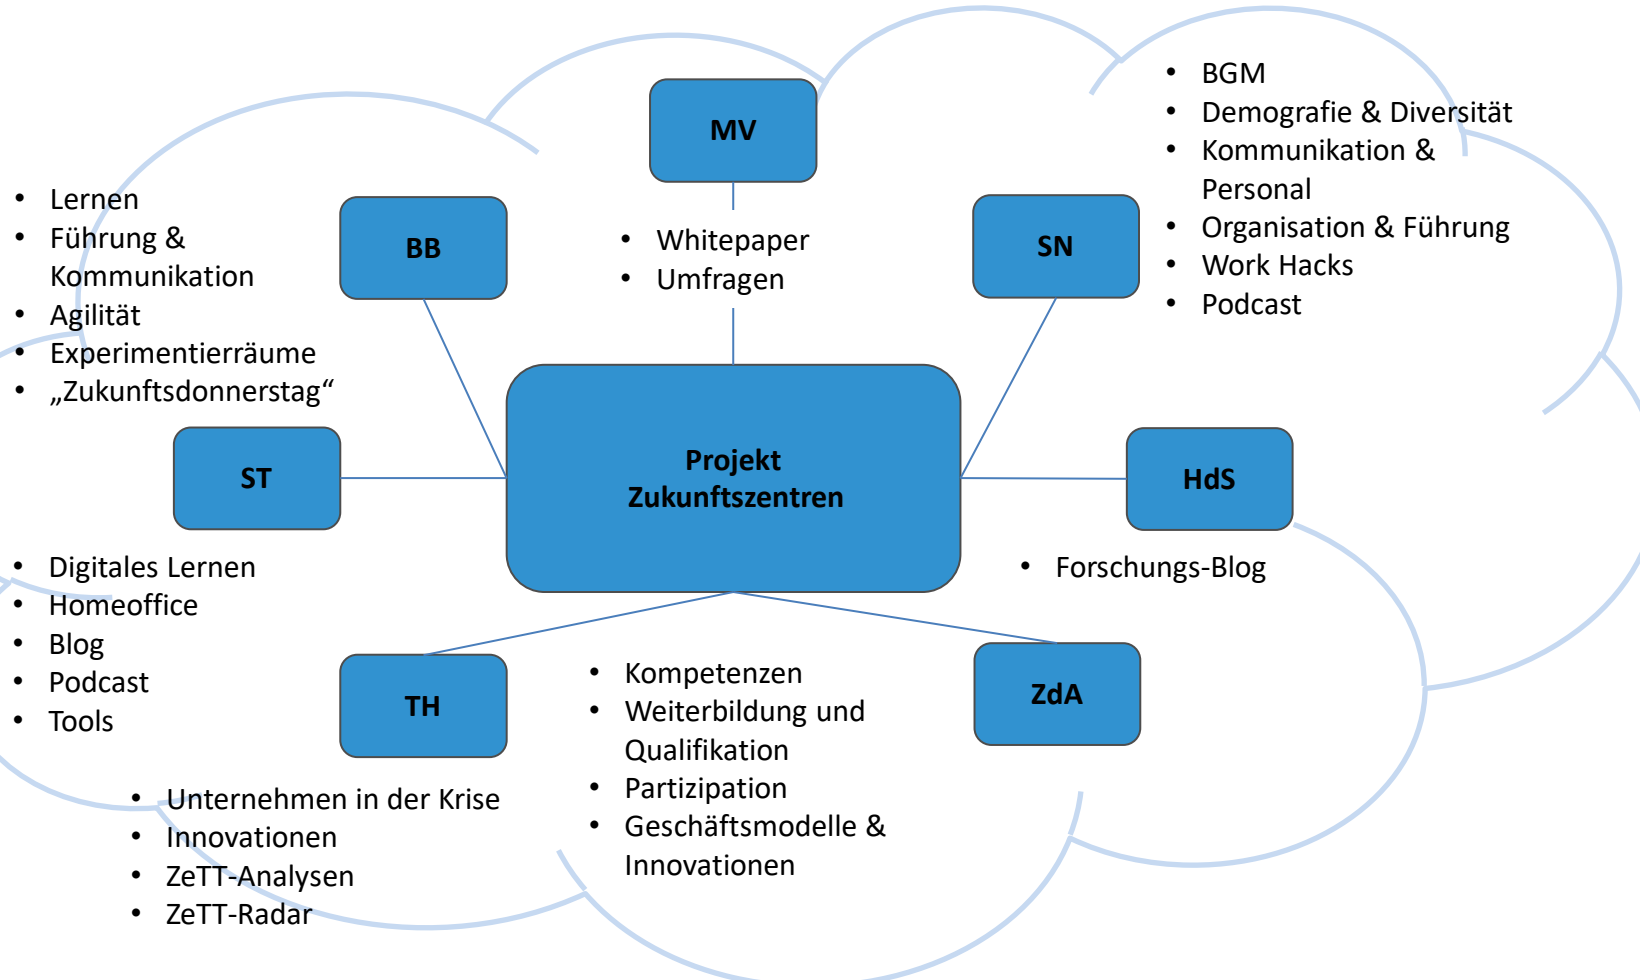 MV
• Whitepaper
• Umfragen
BB
• Lernen
• Führung &
Kommunikation
• Agilität
• Experimentierräume
• „Zukunftsdonnerstag“
SN
• BGM
• Demografie & Diversität
• Kommunikation &
Personal
• Organisation & Führung
• Work Hacks
• Podcast
Projekt
Zukunftszentren
ST
• Digitales Lernen
• Homeoffice
• Blog
• Podcast
• Tools
HdS
• Forschungs-Blog
TH
• Unternehmen in der Krise
• Innovationen
• ZeTT-Analysen
• ZeTT-Radar
ZdA
• Kompetenzen
• Weiterbildung und
Qualifikation
• Partizipation
• Geschäftsmodelle &
Innovationen